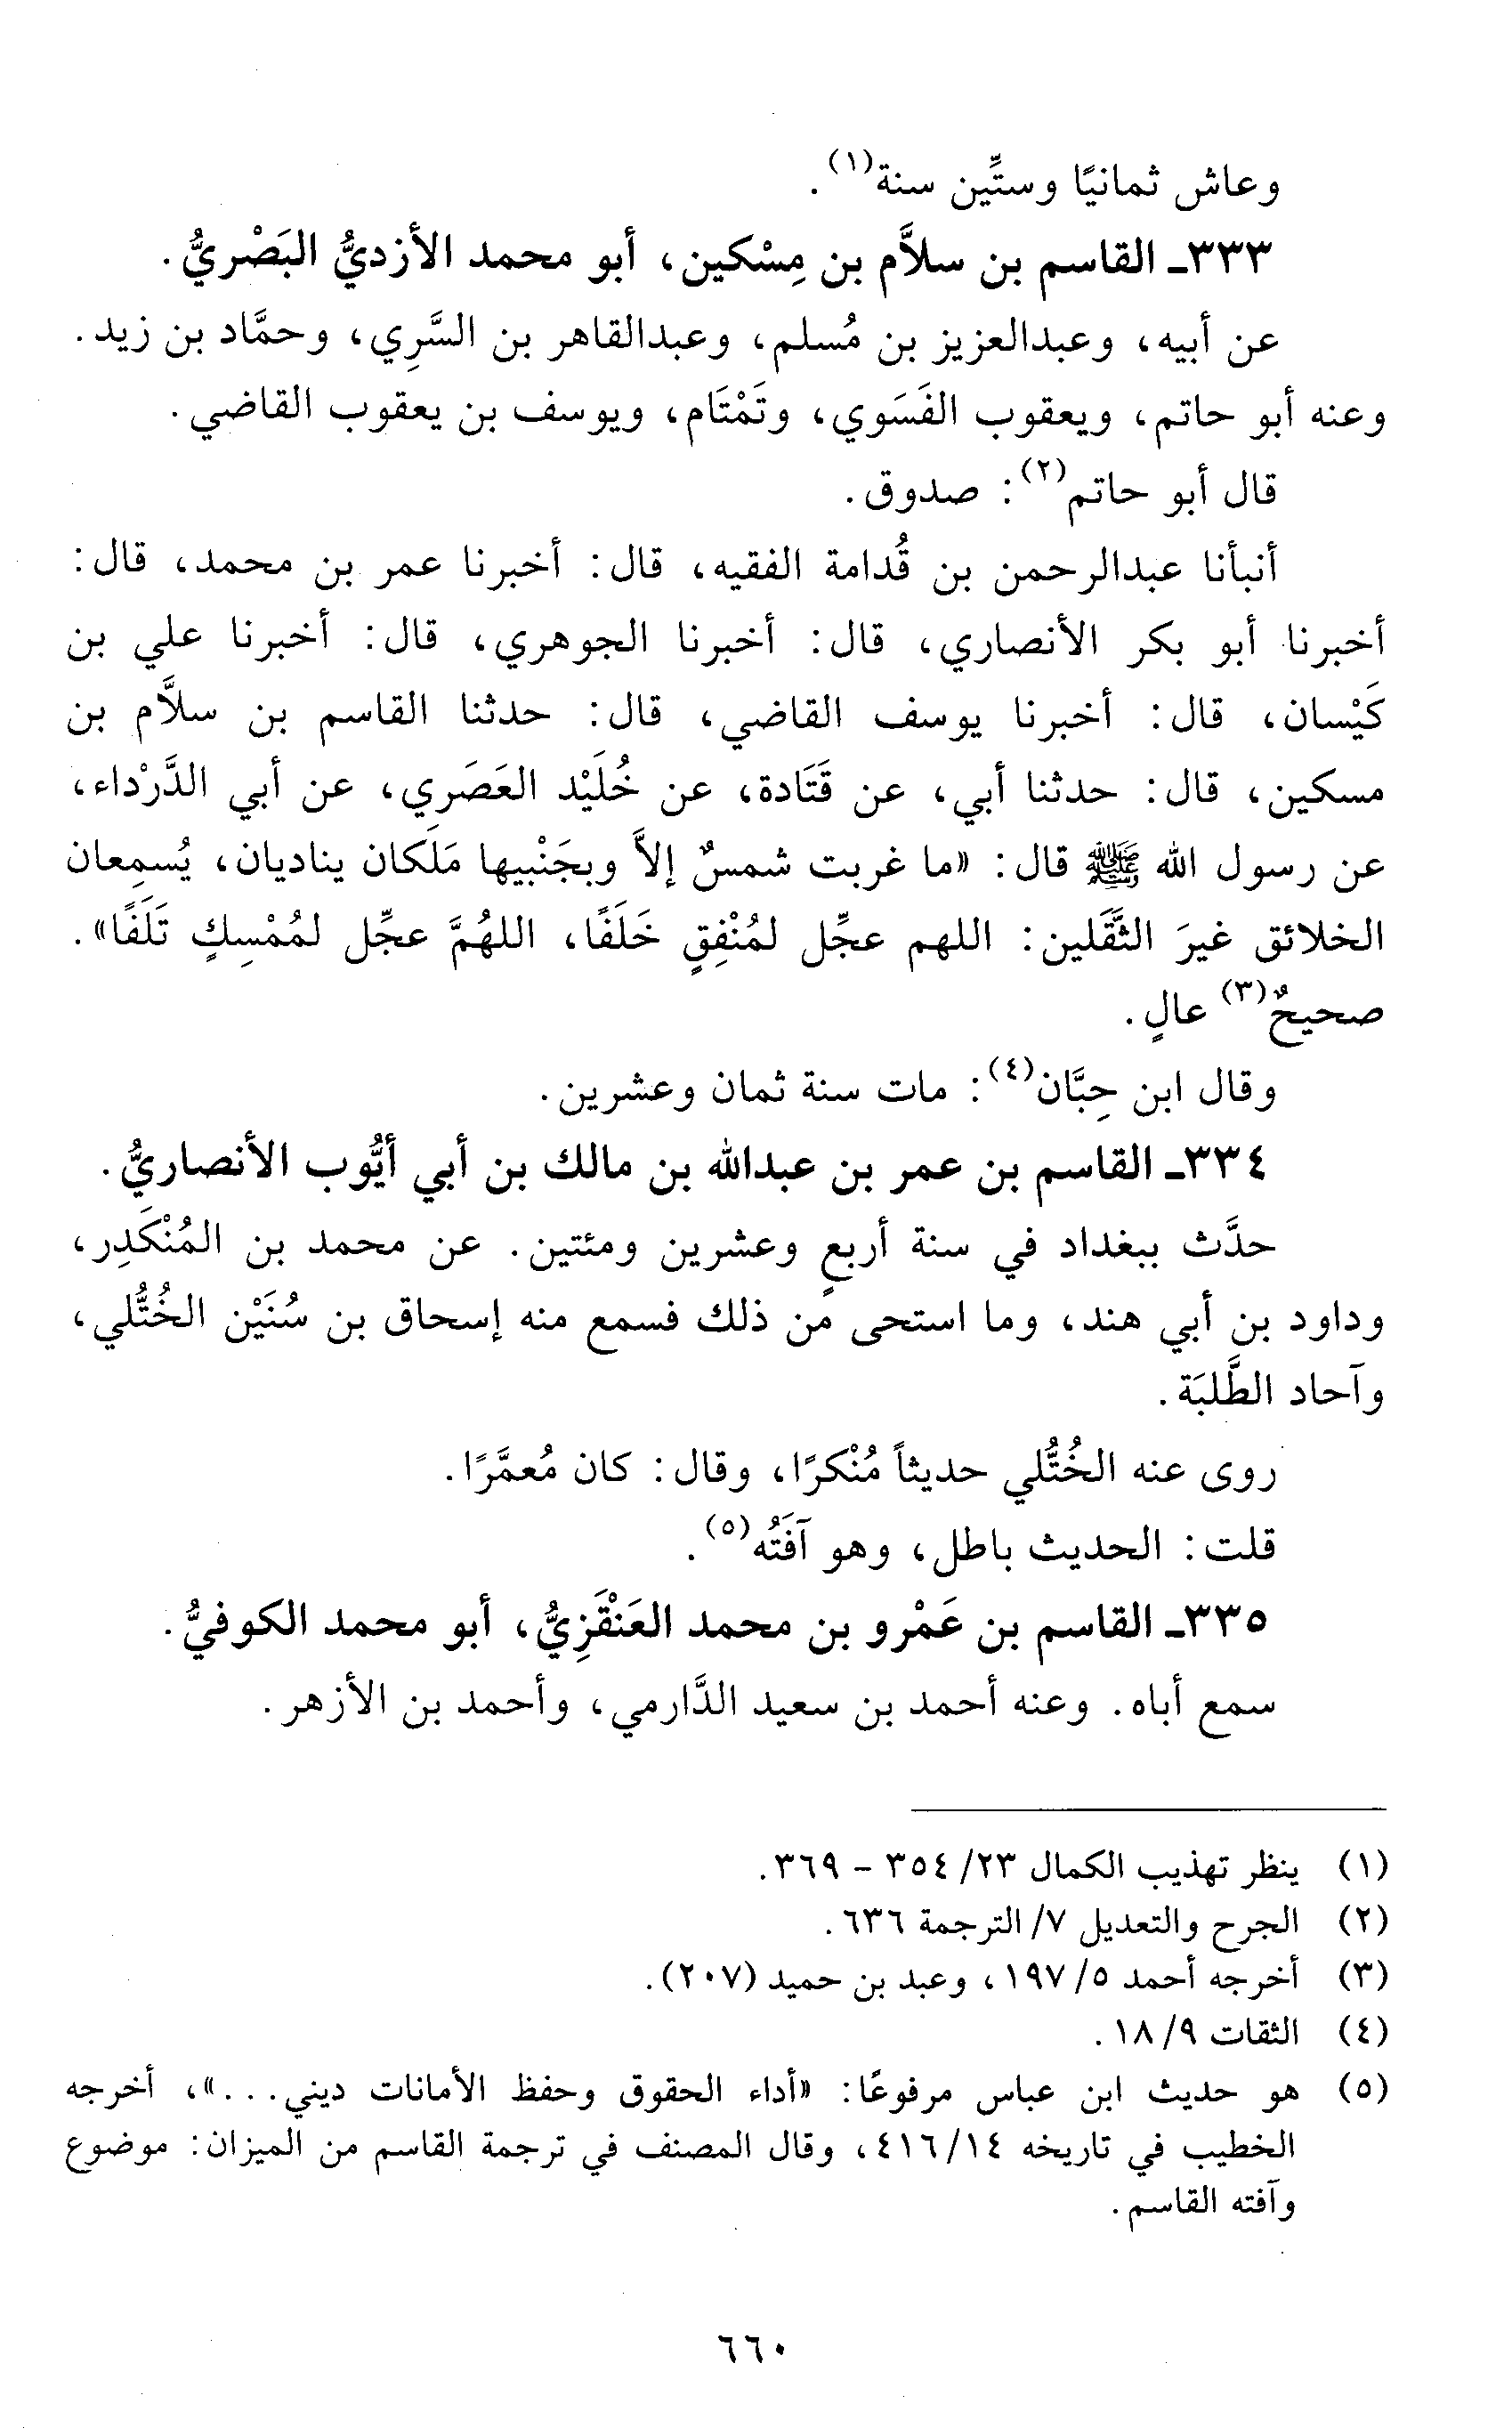 وعاش ثمانيًا وستِّين سنة(١).
٣٣٣ـ القاسم بن سلاَّم بن مِسْكين، أبو محمد الأزديُّ البَصْريُّ.
عن أبيه، وعبدالعزيز بن مُسلم، وعبدالقاهر بن السَّرِي، وحمَّاد بن زيد.
وعنه أبو حاتم، ويعقوب الفَسَوي، وتَمْتَام، ويوسف بن يعقوب القاضي.
قال أبو حاتم(٢): صدوق.
أنبأنا عبدالرحمن بن قُدامة الفقيه، قال: أخبرنا عمر بن محمد، قال:
أخبرنا أبو بكر الأنصاري، قال: أخبرنا الجوهري، قال: أخبرنا علي بن
كَيْسان، قال: أخبرنا يوسف القاضي، قال: حدثنا القاسم بن سلاَّم بن
مسكين، قال: حدثنا أبي، عن قَتَادة، عن خُلَيْد العَصَري، عن أبي الدَّرْداء،
عن رسول الله ﷺ قال: «ما غربت شمسٌ إلاَّ وبجَنْبيها مَلَكان يناديان، يُسمِعان
الخلائق غيرَ الثَّقَلين: اللهم عجِّل لمُنْفِقٍ خَلَفًا، اللهُمَّ عجِّل لمُمْسِكٍ تَلَفًا».
صحيحٌ(٣) عالٍ.
وقال ابن حِبَّان(٤): مات سنة ثمان وعشرين.
٣٣٤ـ القاسم بن عمر بن عبدالله بن مالك بن أبي أيُّوب الأنصاريُّ.
حدَّث ببغداد في سنة أربعٍ وعشرين ومئتين. عن محمد بن المُنْكَدِر،
وداود بن أبي هند، وما استحى من ذلك فسمع منه إسحاق بن سُنَيْن الخُتُّلي،
وآحاد الطَّلبَة.
روى عنه الخُتُّلي حديثاً مُنْكرًا، وقال: كان مُعمَّرًا.
قلت: الحديث باطل، وهو آفَتُه(٥).
٣٣٥ـ القاسم بن عَمْرو بن محمد العَنْقَزِيُّ، أبو محمد الكوفيُّ.
سمع أباه. وعنه أحمد بن سعيد الدَّارمي، وأحمد بن الأزهر.
(١) ينظر تهذيب الكمال ٢٣/ ٣٥٤ - ٣٦٩.
(٢) الجرح والتعديل ٧/ الترجمة ٦٣٦.
(٣) أخرجه أحمد ٥/ ١٩٧، وعبد بن حميد (٢٠٧).
(٤) الثقات ٩/ ١٨.
(٥) هو حديث ابن عباس مرفوعًا: «أداء الحقوق وحفظ الأمانات ديني...»، أخرجه
الخطيب في تاريخه ١٤/ ٤١٦، وقال المصنف في ترجمة القاسم من الميزان: موضوع
وآفته القاسم.
٦٦٠